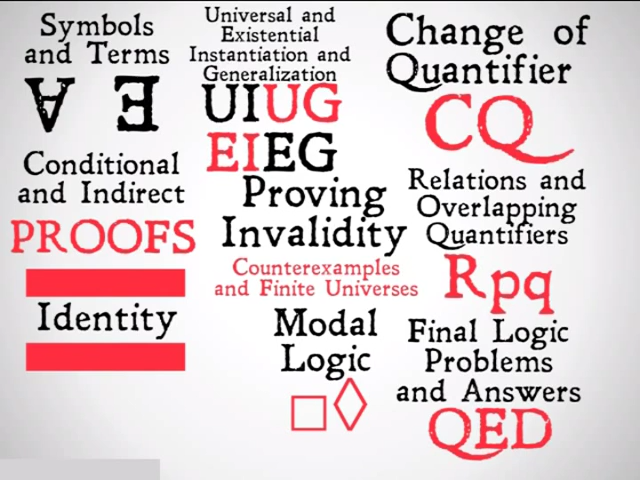 Symbols
and Terms
∀ Ǝ
Universal and
Existential
Instantiation and
Generalization
UIUG
EIEG
Change of
Quantifier
CQ
Conditional
and Indirect
PROOFS
Proving
Invalidity
Counterexamples
and Finite Universes
Relations and
Overlapping
Quantifiers
Rpq
Identity
Modal
Logic
□◊
Final Logic
Problems
and Answers
QED